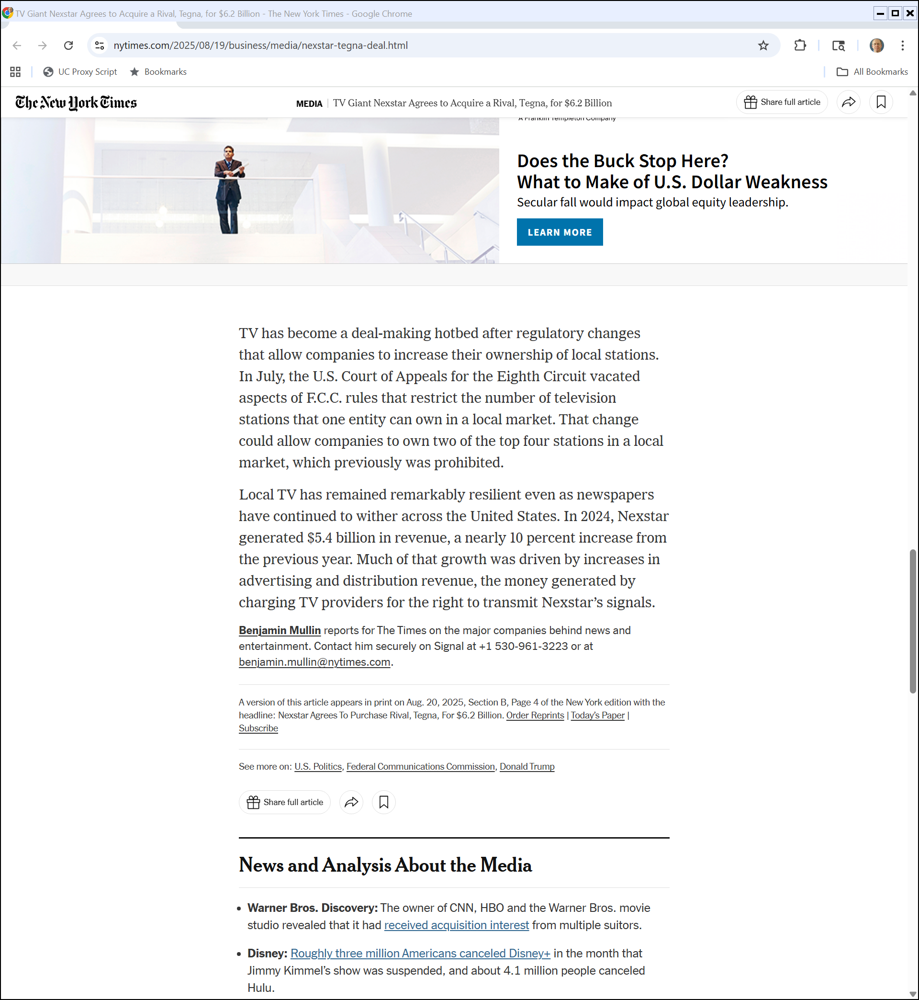 TV Giant Nexstar Agrees to Acquire a Rival, Tegna, for $6.2 Billion - The New York Times - Google Chrome
nytimes.com/2025/08/19/business/media/nexstar-tegna-deal.html
UC Proxy Script
Bookmarks
All Bookmarks
The New York Times
MEDIA | TV Giant Nexstar Agrees to Acquire a Rival, Tegna, for $6.2 Billion
Share full article
A Franklin Templeton Company
Does the Buck Stop Here?
What to Make of U.S. Dollar Weakness
Secular fall would impact global equity leadership.
LEARN MORE
TV has become a deal-making hotbed after regulatory changes
that allow companies to increase their ownership of local stations.
In July, the U.S. Court of Appeals for the Eighth Circuit vacated
aspects of F.C.C. rules that restrict the number of television
stations that one entity can own in a local market. That change
could allow companies to own two of the top four stations in a local
market, which previously was prohibited.
Local TV has remained remarkably resilient even as newspapers
have continued to wither across the United States. In 2024, Nexstar
generated $5.4 billion in revenue, a nearly 10 percent increase from
the previous year. Much of that growth was driven by increases in
advertising and distribution revenue, the money generated by
charging TV providers for the right to transmit Nexstar’s signals.
Benjamin Mullin reports for The Times on the major companies behind news and
entertainment. Contact him securely on Signal at +1 530-961-3223 or at
benjamin.mullin@nytimes.com.
A version of this article appears in print on Aug. 20, 2025, Section B, Page 4 of the New York edition with the
headline: Nexstar Agrees To Purchase Rival, Tegna, For $6.2 Billion. Order Reprints | Today’s Paper |
Subscribe
See more on: U.S. Politics, Federal Communications Commission, Donald Trump
Share full article
News and Analysis About the Media
• Warner Bros. Discovery: The owner of CNN, HBO and the Warner Bros. movie
studio revealed that it had received acquisition interest from multiple suitors.
• Disney: Roughly three million Americans canceled Disney+ in the month that
Jimmy Kimmel’s show was suspended, and about 4.1 million people canceled
Hulu.